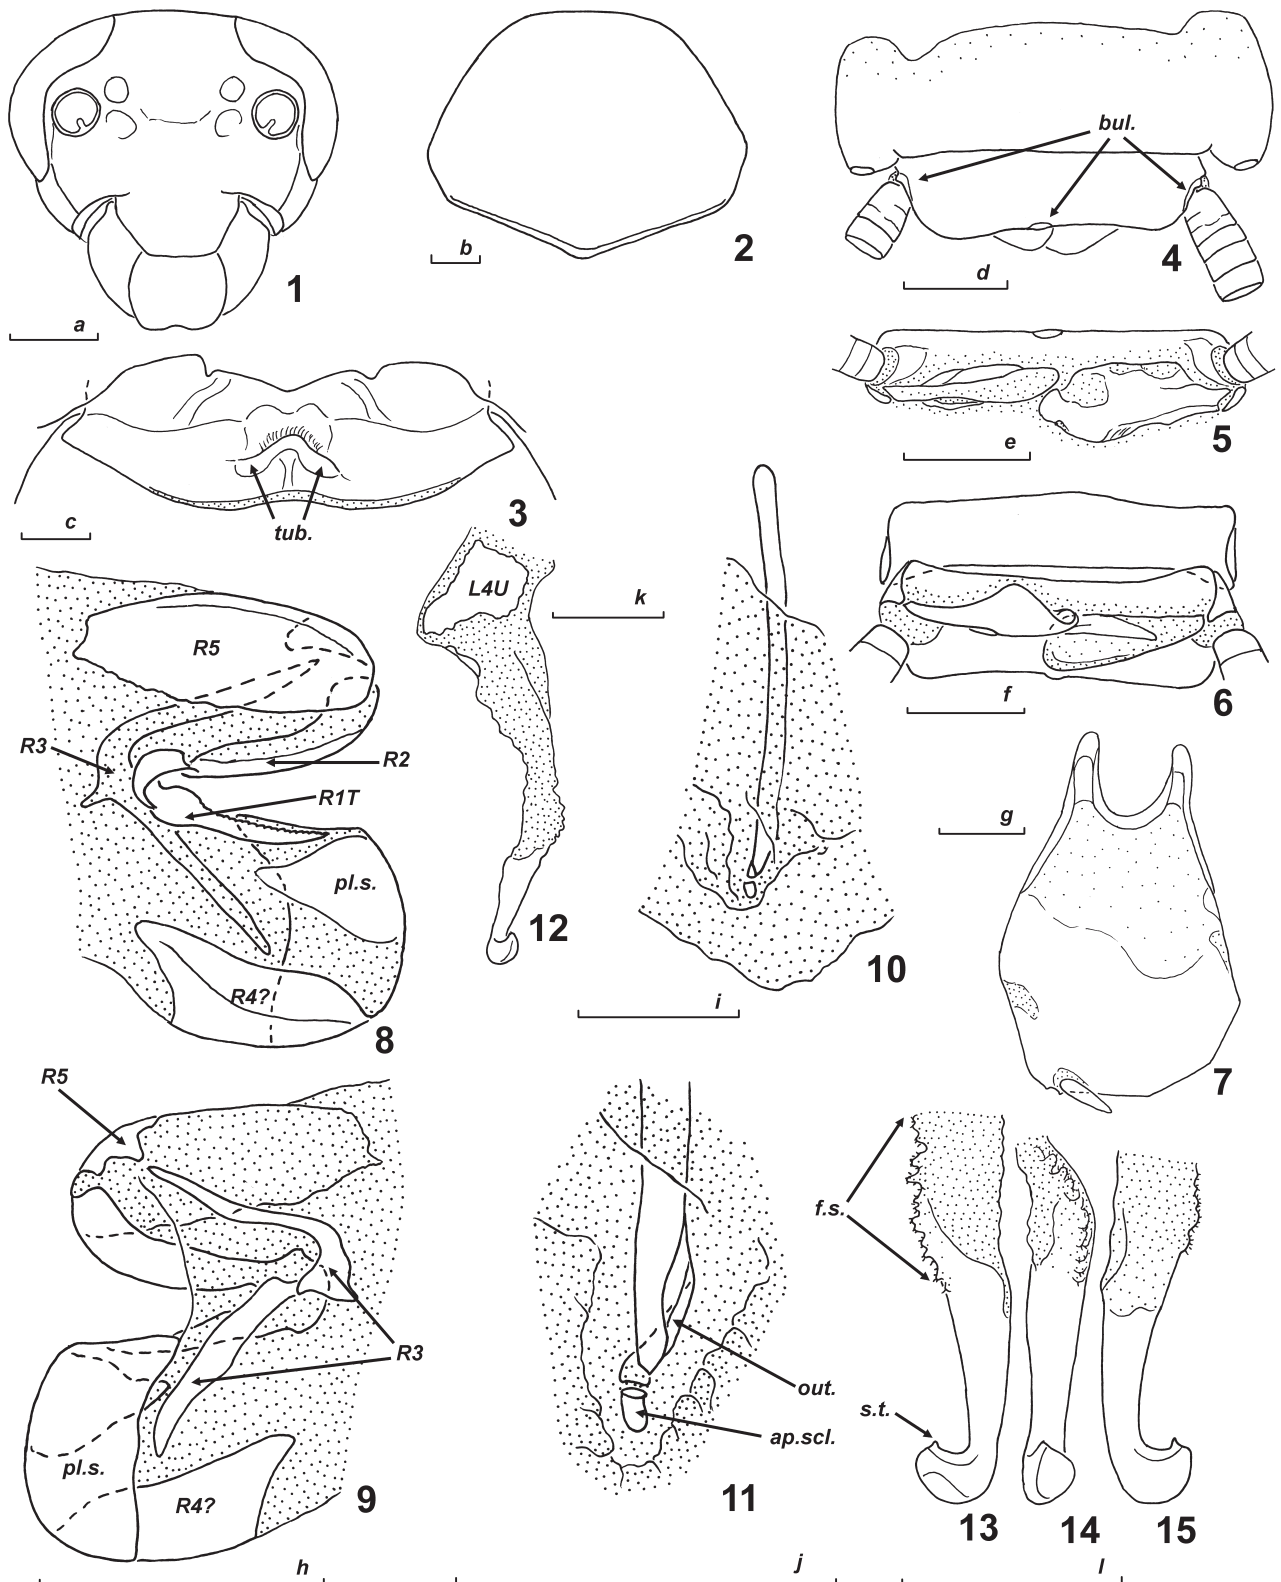 1
a
2
b
bul.
4
d
3
c
tub.
5
e
6
f
R5
R3
R2
R1T
pl.s.
R4?
8
L4U
k
12
10
i
g
7
R5
R3
pl.s.
R4?
9
h
out.
ap.scl.
11
j
f.s.
s.t.
13
14
15
l